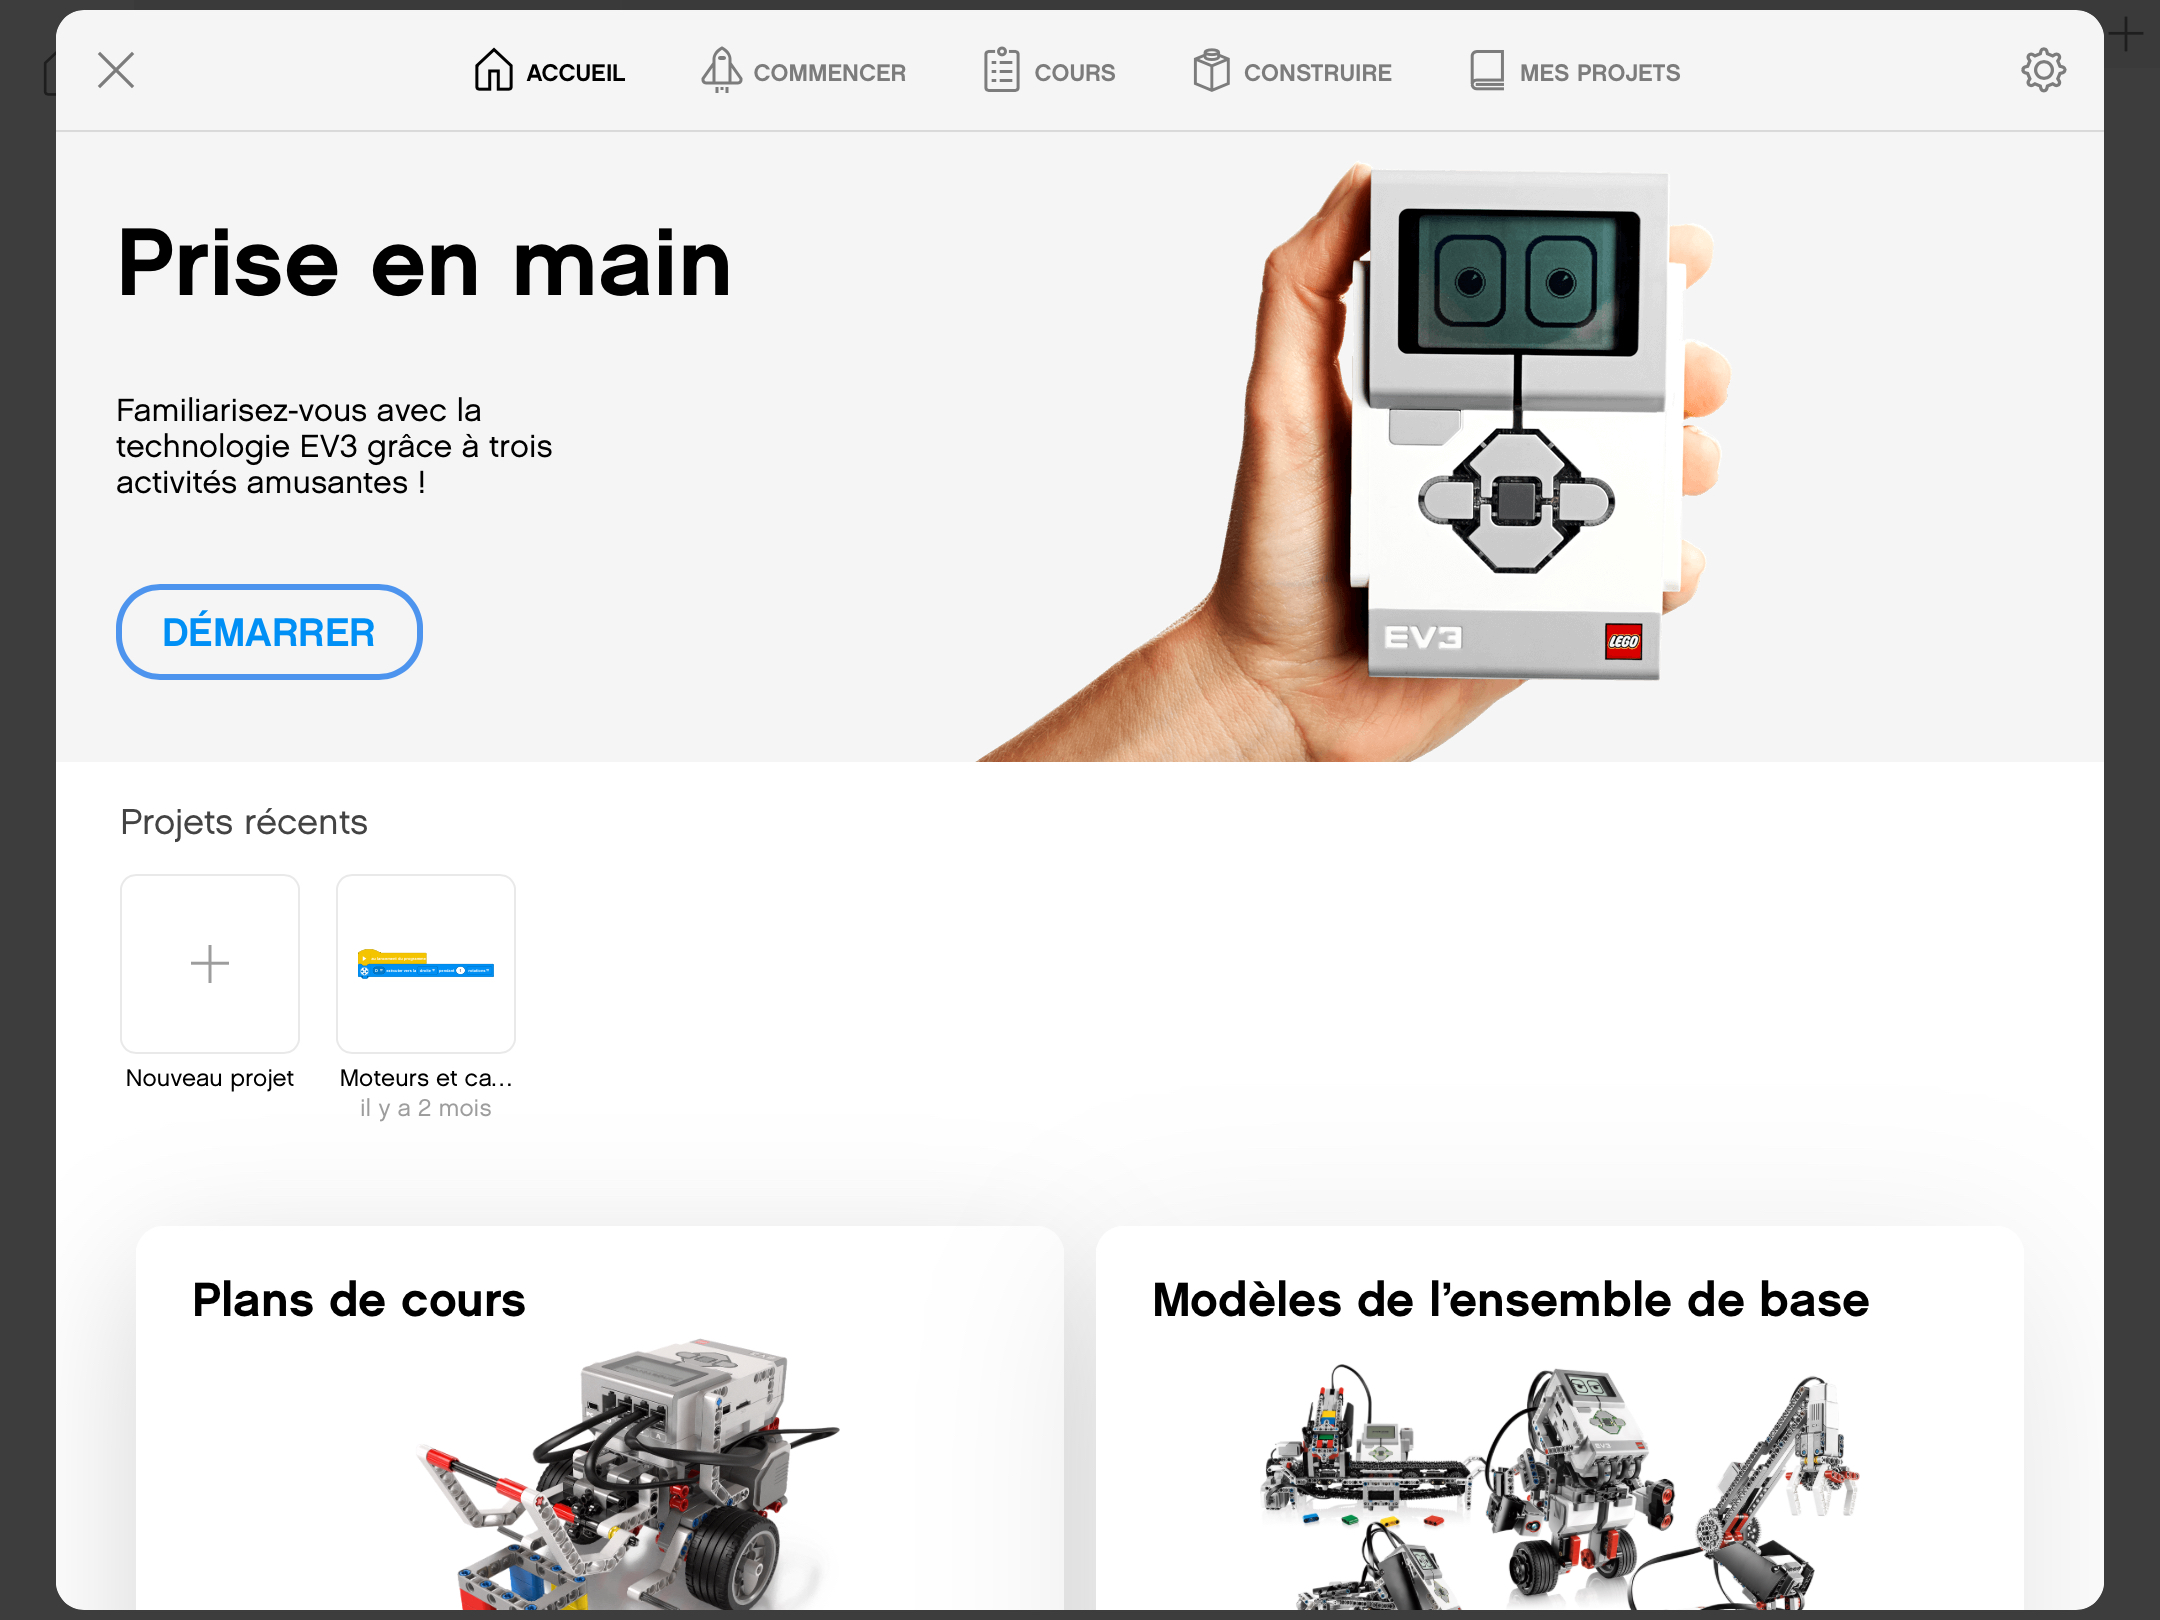 ACCUEIL
COMMENCER
COURS
CONSTRUIRE
MES PROJETS
Prise en main
Familiarisez-vous avec la
technologie EV3 grâce à trois
activités amusantes !
DÉMARRER
EV3
LEGO
Projets récents
Nouveau projet
Moteurs et ca...
il y a 2 mois
Plans de cours
Modèles de l’ensemble de base